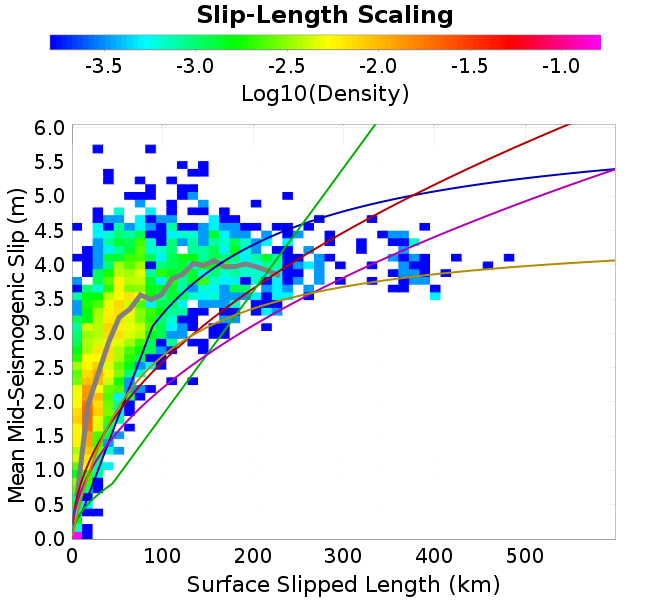 Slip-Length Scaling
-3.5 -3.0 -2.5 -2.0 -1.5 -1.0
Log10(Density)
6.0
5.5
5.0
4.5
4.0
3.5
3.0
2.5
2.0
1.5
1.0
0.5
0.0
Mean Mid-Seismogenic Slip (m)
0 100 200 300 400 500
Surface Slipped Length (km)